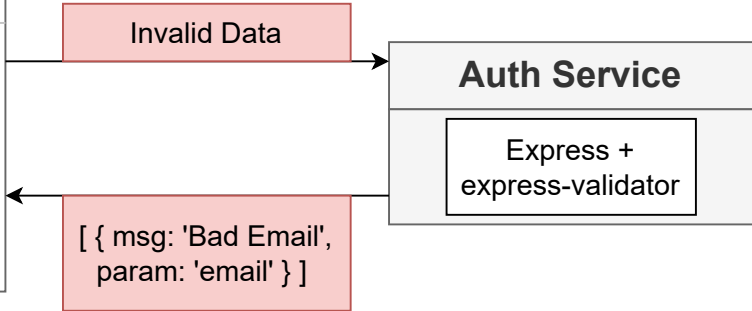 Invalid Data
Auth Service
Express +
express-validator
[ { msg: 'Bad Email',
param: 'email' } ]